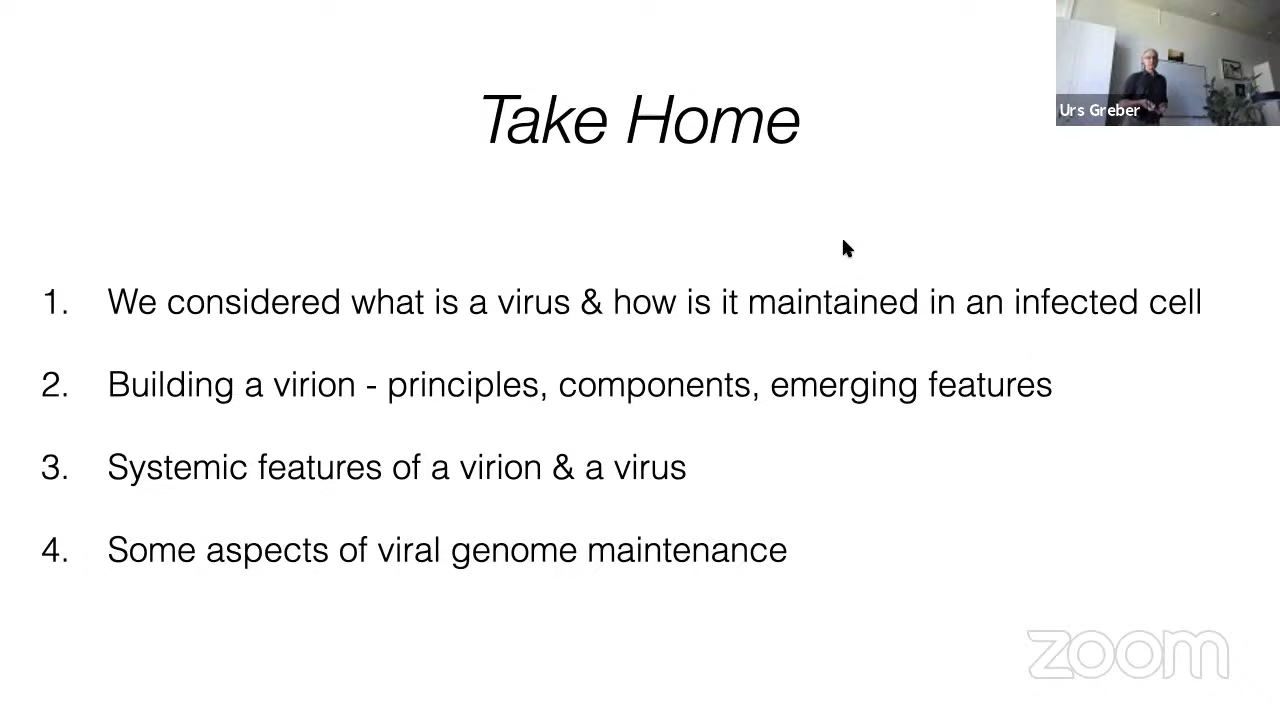 Take Home
Urs Greber
1. We considered what is a virus & how is it maintained in an infected cell
2. Building a virion - principles, components, emerging features
3. Systemic features of a virion & a virus
4. Some aspects of viral genome maintenance
zoom